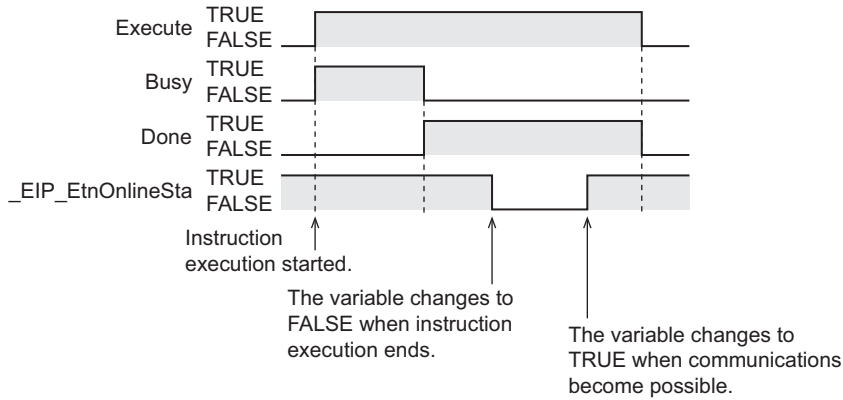 Execute TRUE
FALSE
Busy TRUE
FALSE
Done TRUE
FALSE
_EIP_EtnOnlineSta TRUE
FALSE
Instruction
execution started.
The variable changes to
FALSE when instruction
execution ends.
The variable changes to
TRUE when communications
become possible.